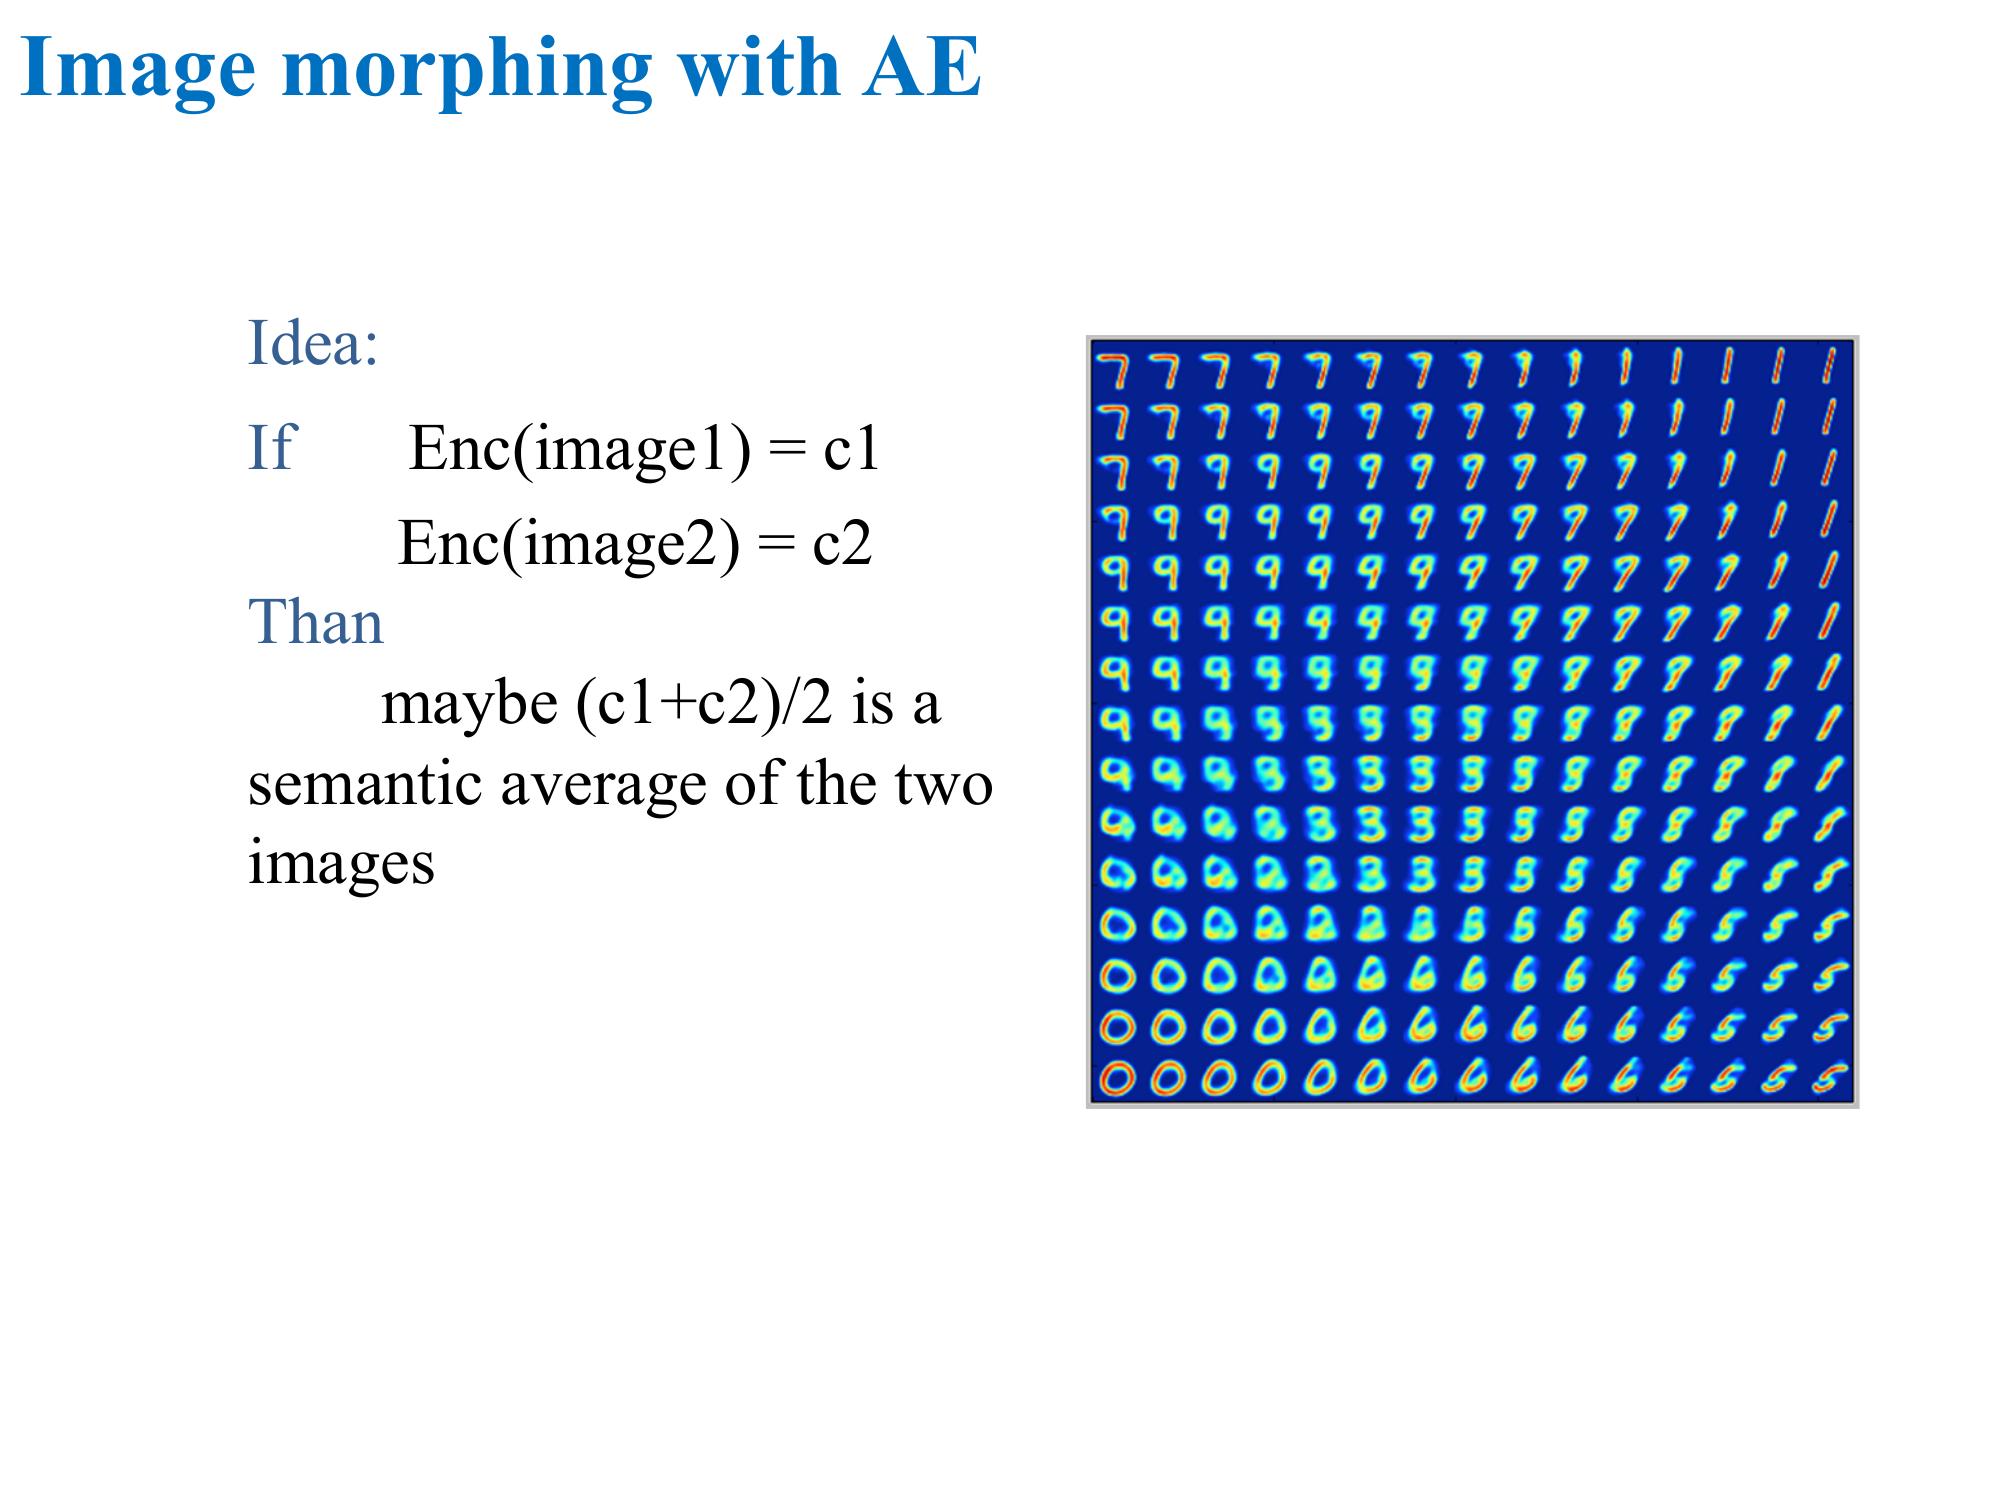 Image morphing with AE
Idea:
If Enc(image1) = c1
Enc(image2) = c2
Than
maybe (c1+c2)/2 is a
semantic average of the two
images